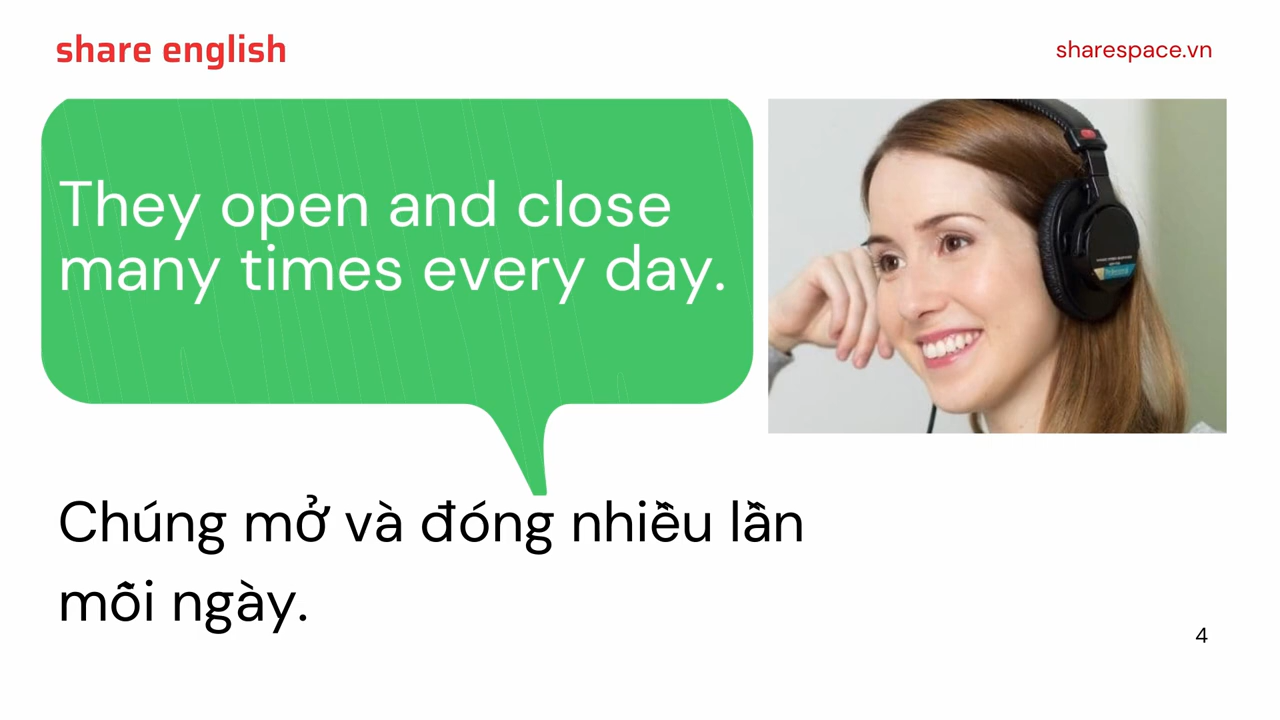 share english
sharespace.vn
They open and close
many times every day.
Chúng mở và đóng nhiều lần
mỗi ngày.
4